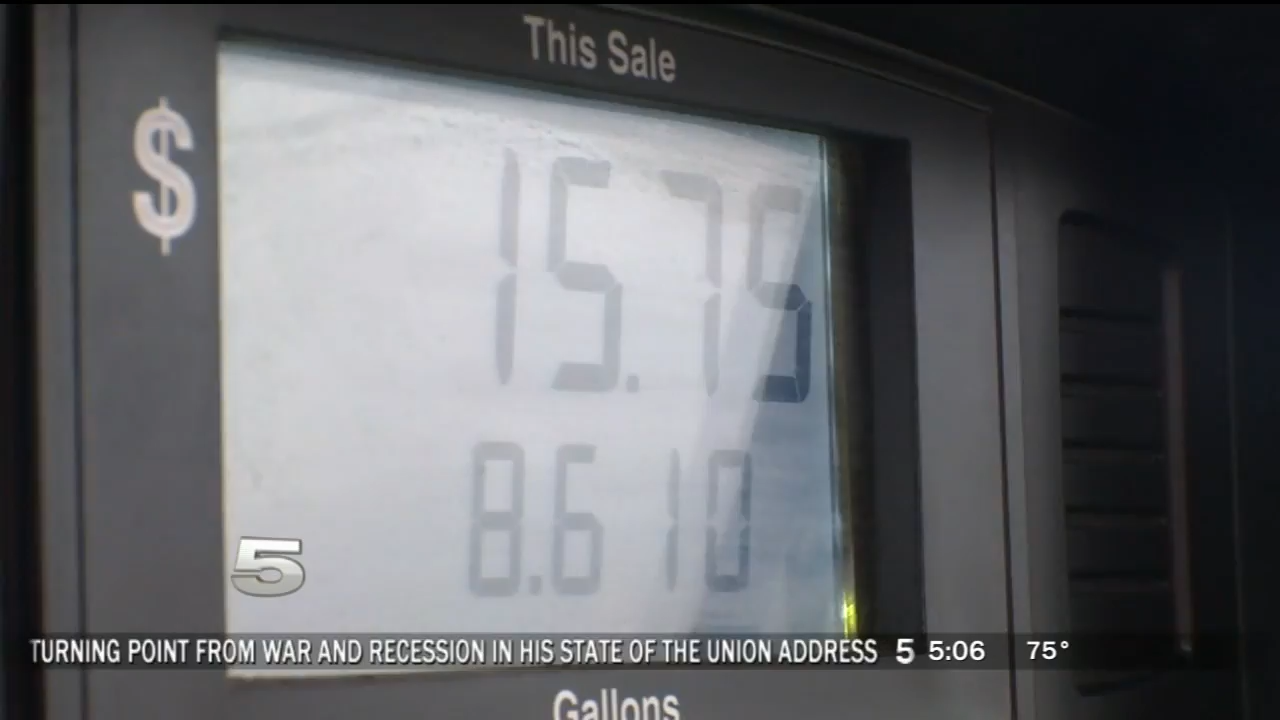 This Sale
$
15.75
8.610
5
TURNING POINT FROM WAR AND RECESSION IN HIS STATE OF THE UNION ADDRESS 5 5:06 75°
Gallons